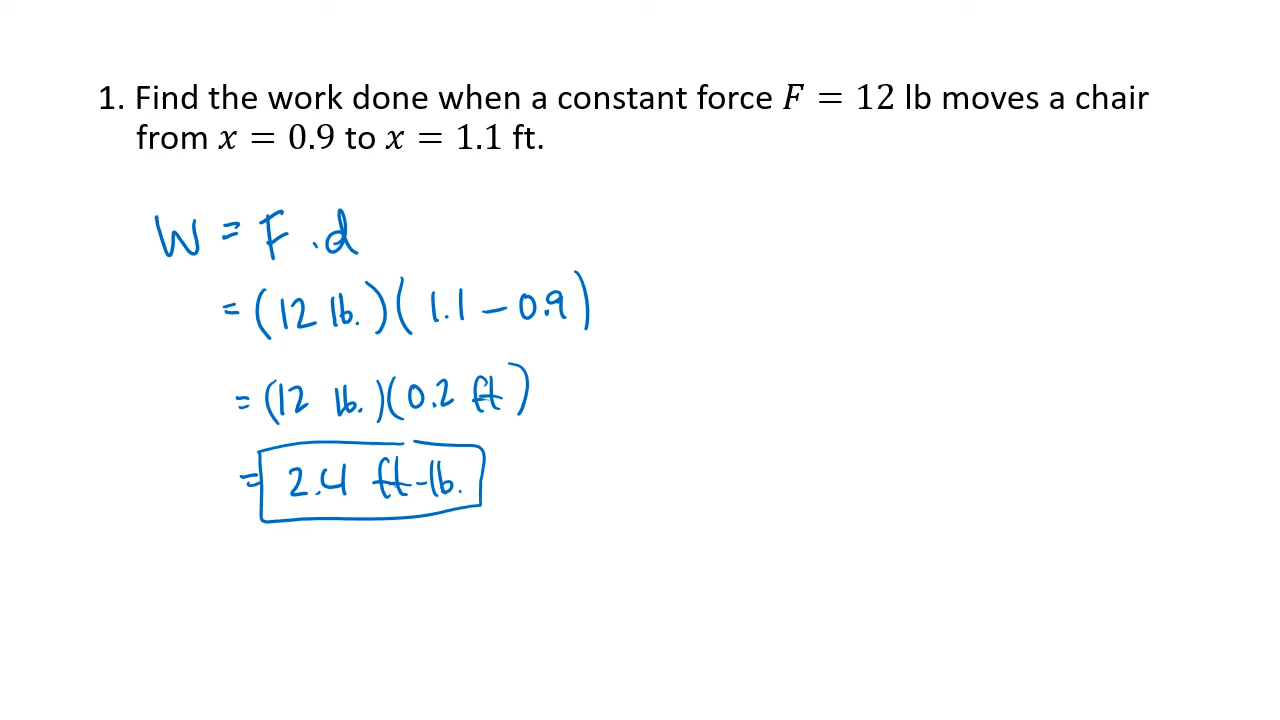 1. Find the work done when a constant force F = 12 lb moves a chair
from x = 0.9 to x = 1.1 ft.
W = F . d
= (12 lb.)(1.1 - 0.9)
= (12 lb.)(0.2 ft)
= 2.4 ft-lb.